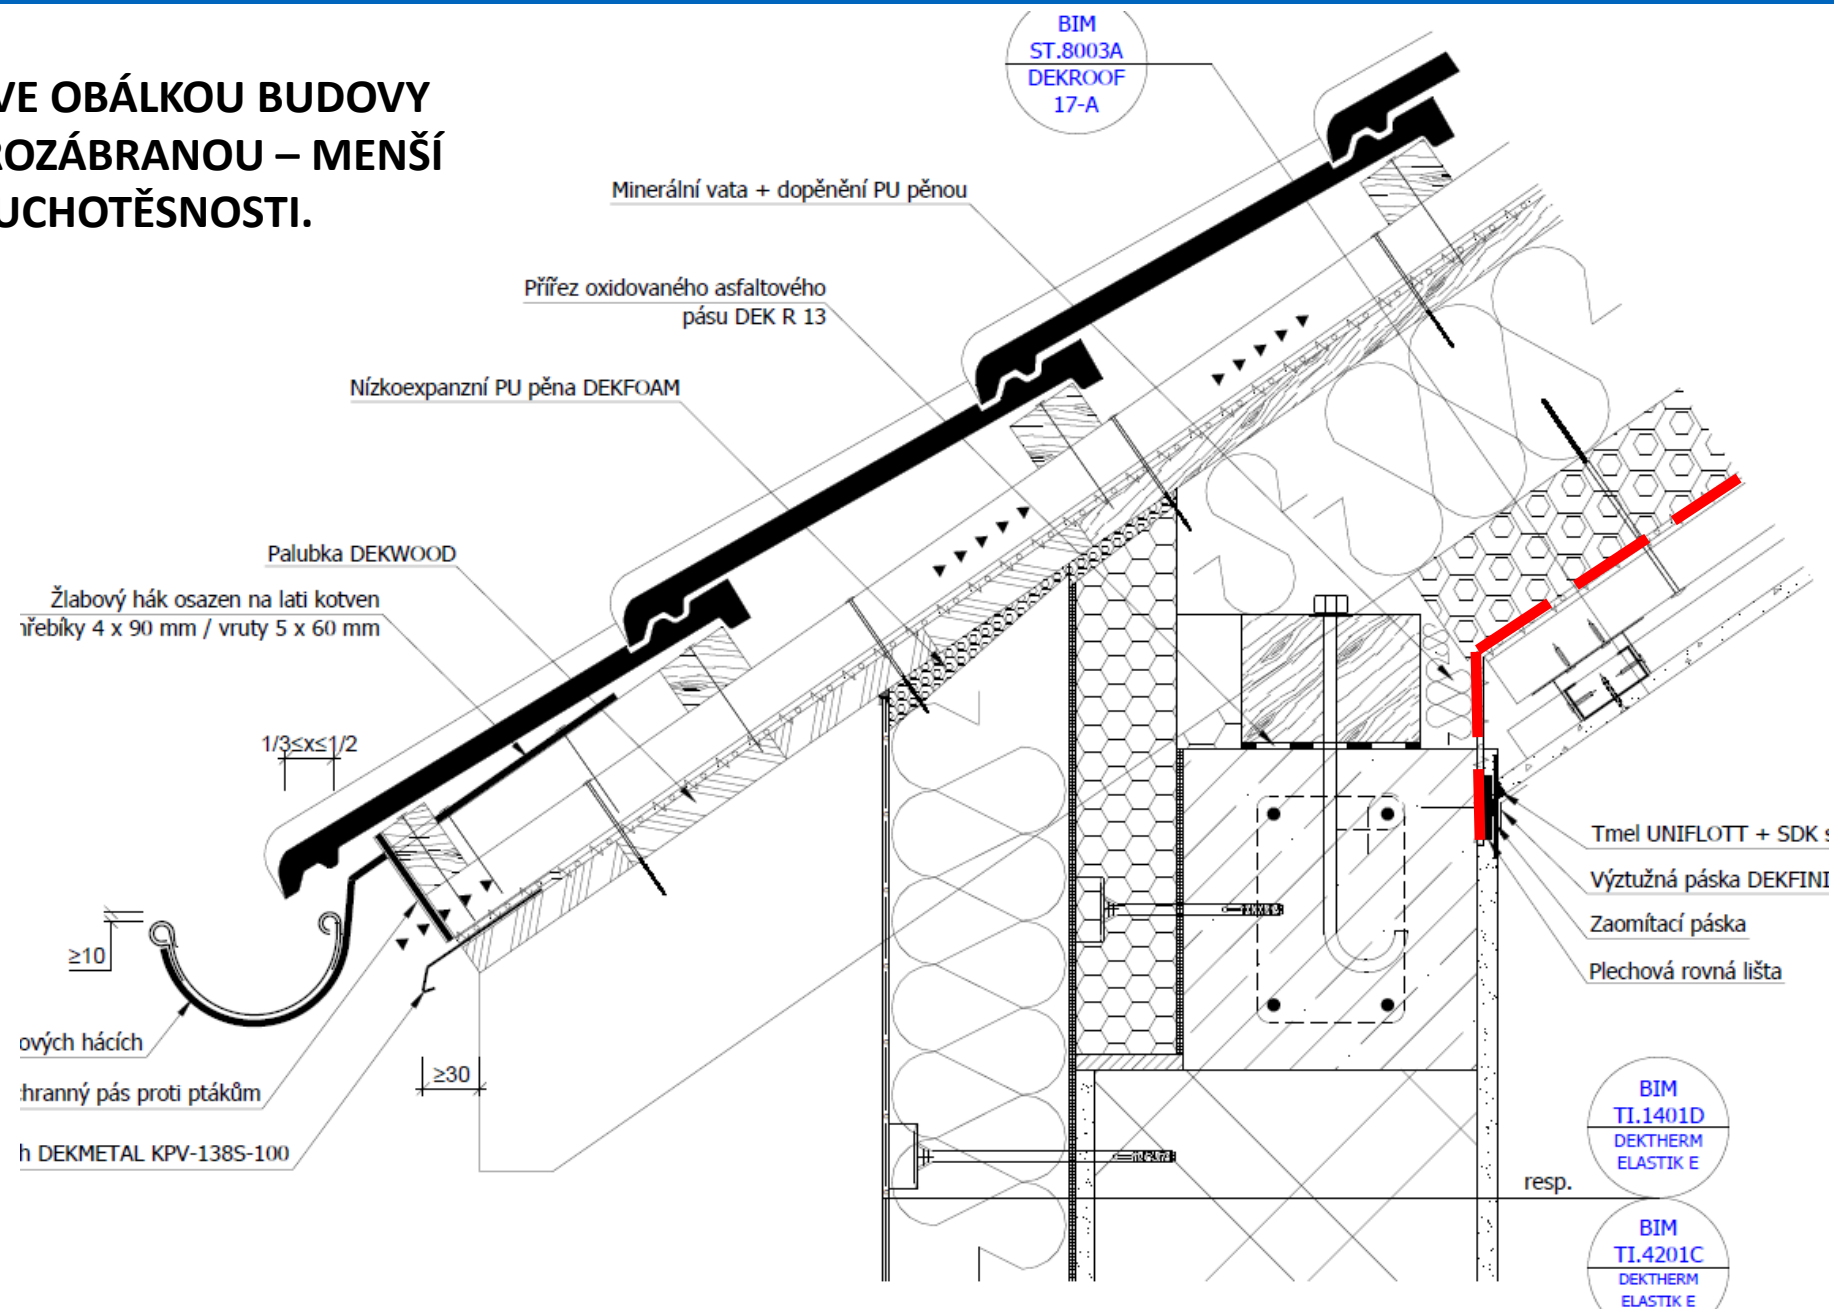 VE OBÁLKOU BUDOVY
ROZÁBRANOU – MENŠÍ
UCHOTĚSNOSTI.
BIM
ST.8003A
DEKROOF
17-A
Minerální vata + dopěnění PU pěnou
Přířez oxidovaného asfaltového
pásu DEK R 13
Nízkoexpanzní PU pěna DEKFOAM
Palubka DEKWOOD
Žlabový hák osazen na lati kotven
hřebíky 4 x 90 mm / vruty 5 x 60 mm
1/3≤x≤1/2
≥10
ových hácích
≥30
chranný pás proti ptákům
h DEKMETAL KPV-138S-100
Tmel UNIFLOTT + SDK s
Výztužná páska DEKFINI
Zaomítací páska
Plechová rovná lišta
BIM
TI.1401D
DEKTHERM
ELASTIK E
resp.
BIM
TI.4201C
DEKTHERM
ELASTIK E